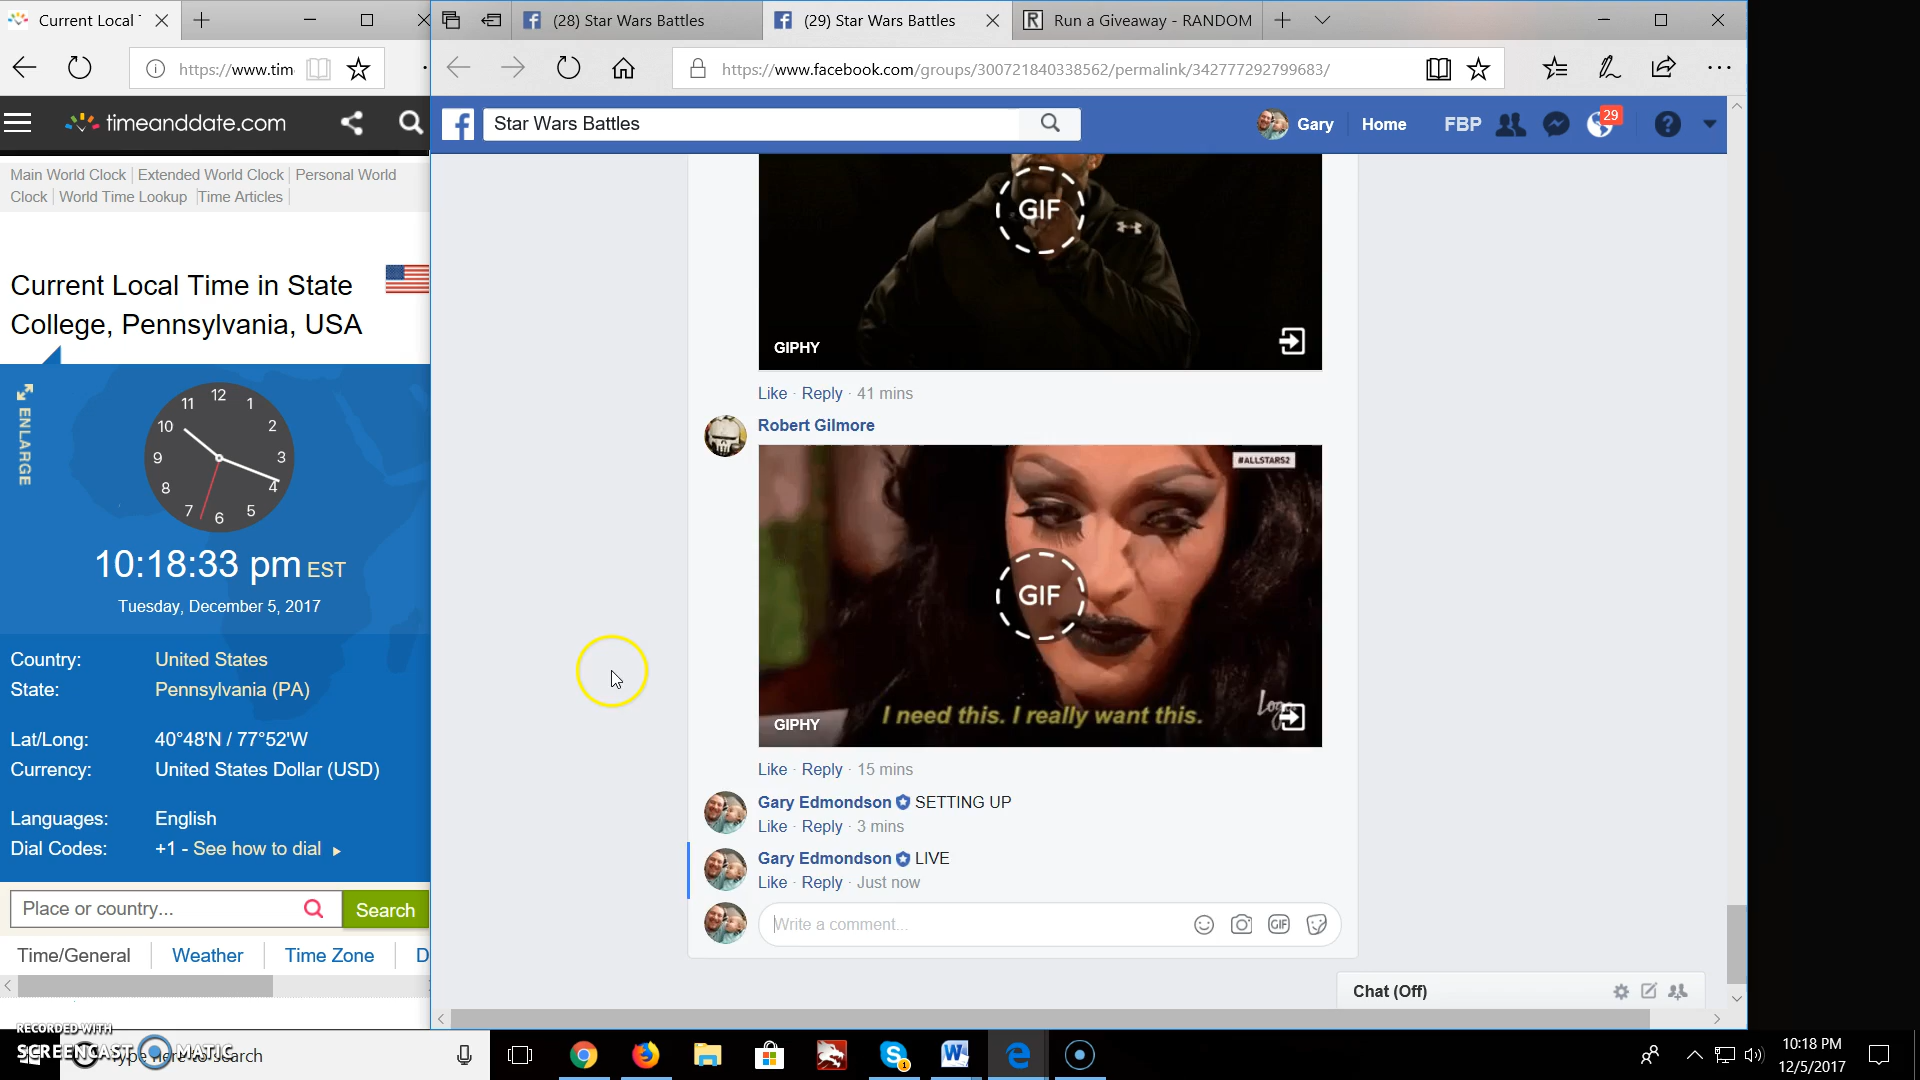 Current Local
https://www.tim
timeanddate.com
Main World Clock | Extended World Clock | Personal World
Clock | World Time Lookup | Time Articles |
Current Local Time in State
College, Pennsylvania, USA
ENLARGE
12
11 1
10 2
9 3
8 4
7 5
6
10:18:33 pm EST
Tuesday, December 5, 2017
Country: United States
State: Pennsylvania (PA)
Lat/Long: 40°48'N / 77°52'W
Currency: United States Dollar (USD)
Languages: English
Dial Codes: +1 - See how to dial ▸
Place or country...
Search
Time/General Weather Time Zone D
(28) Star Wars Battles
(29) Star Wars Battles
R Run a Giveaway - RANDOM
https://www.facebook.com/groups/300721840338562/permalink/342777292799683/
f Star Wars Battles
Gary Home FBP 29 ?
GIF
GIPHY
Like · Reply · 41 mins
Robert Gilmore
#ALLSTARS2
GIF
I need this. I really want this.
GIPHY
Logo
Like · Reply · 15 mins
Gary Edmondson SETTING UP
Like · Reply · 3 mins
Gary Edmondson LIVE
Like · Reply · Just now
Write a comment...
GIF
Chat (Off)
RECORDED WITH
SCREENCAST MATIC
Type here to search
1
10:18 PM
12/5/2017